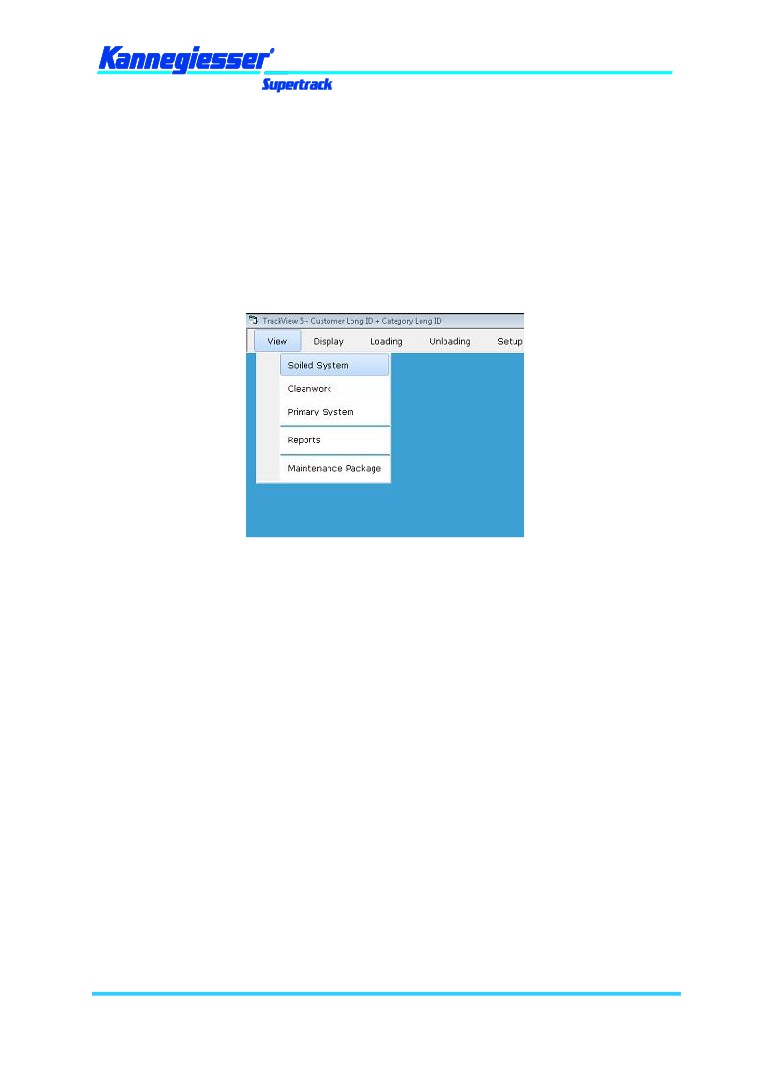 Kannegiesser
Supertrack
TrackView 5 - Customer Long ID + Category Long ID
View Display Loading Unloading Setup
Soiled System
Cleanwork
Primary System
Reports
Maintenance Package